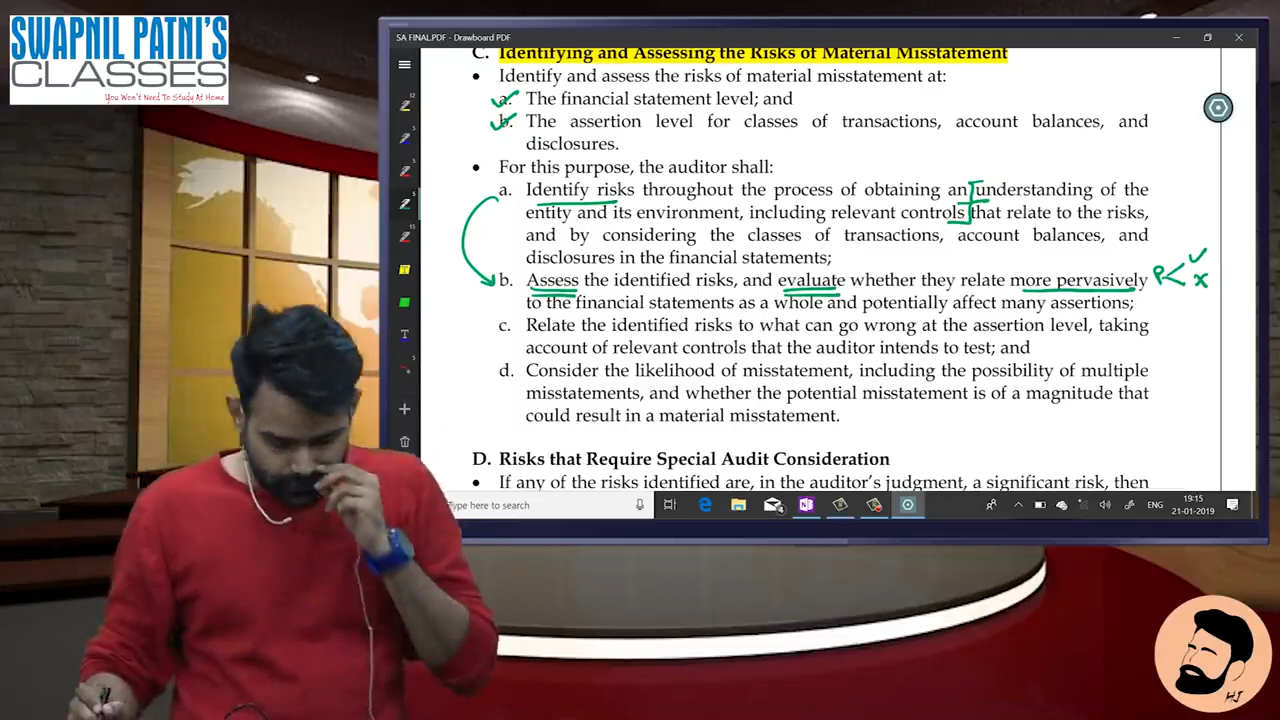 SWAPNIL PATNI'S
CLASSES
You Won't Need To Study At Home
SA FINAL.PDF - Drawboard PDF
C. Identifying and Assessing the Risks of Material Misstatement
• Identify and assess the risks of material misstatement at:
a. The financial statement level; and
b. The assertion level for classes of transactions, account balances, and
disclosures.
• For this purpose, the auditor shall:
a. Identify risks throughout the process of obtaining an understanding of the
entity and its environment, including relevant controls that relate to the risks,
and by considering the classes of transactions, account balances, and
disclosures in the financial statements;
b. Assess the identified risks, and evaluate whether they relate more pervasively
P < ✓
x
to the financial statements as a whole and potentially affect many assertions;
c. Relate the identified risks to what can go wrong at the assertion level, taking
account of relevant controls that the auditor intends to test; and
d. Consider the likelihood of misstatement, including the possibility of multiple
misstatements, and whether the potential misstatement is of a magnitude that
could result in a material misstatement.
D. Risks that Require Special Audit Consideration
• If any of the risks identified are, in the auditor's judgment, a significant risk, then
Type here to search
ENG
19:15
21-01-2019
HJ